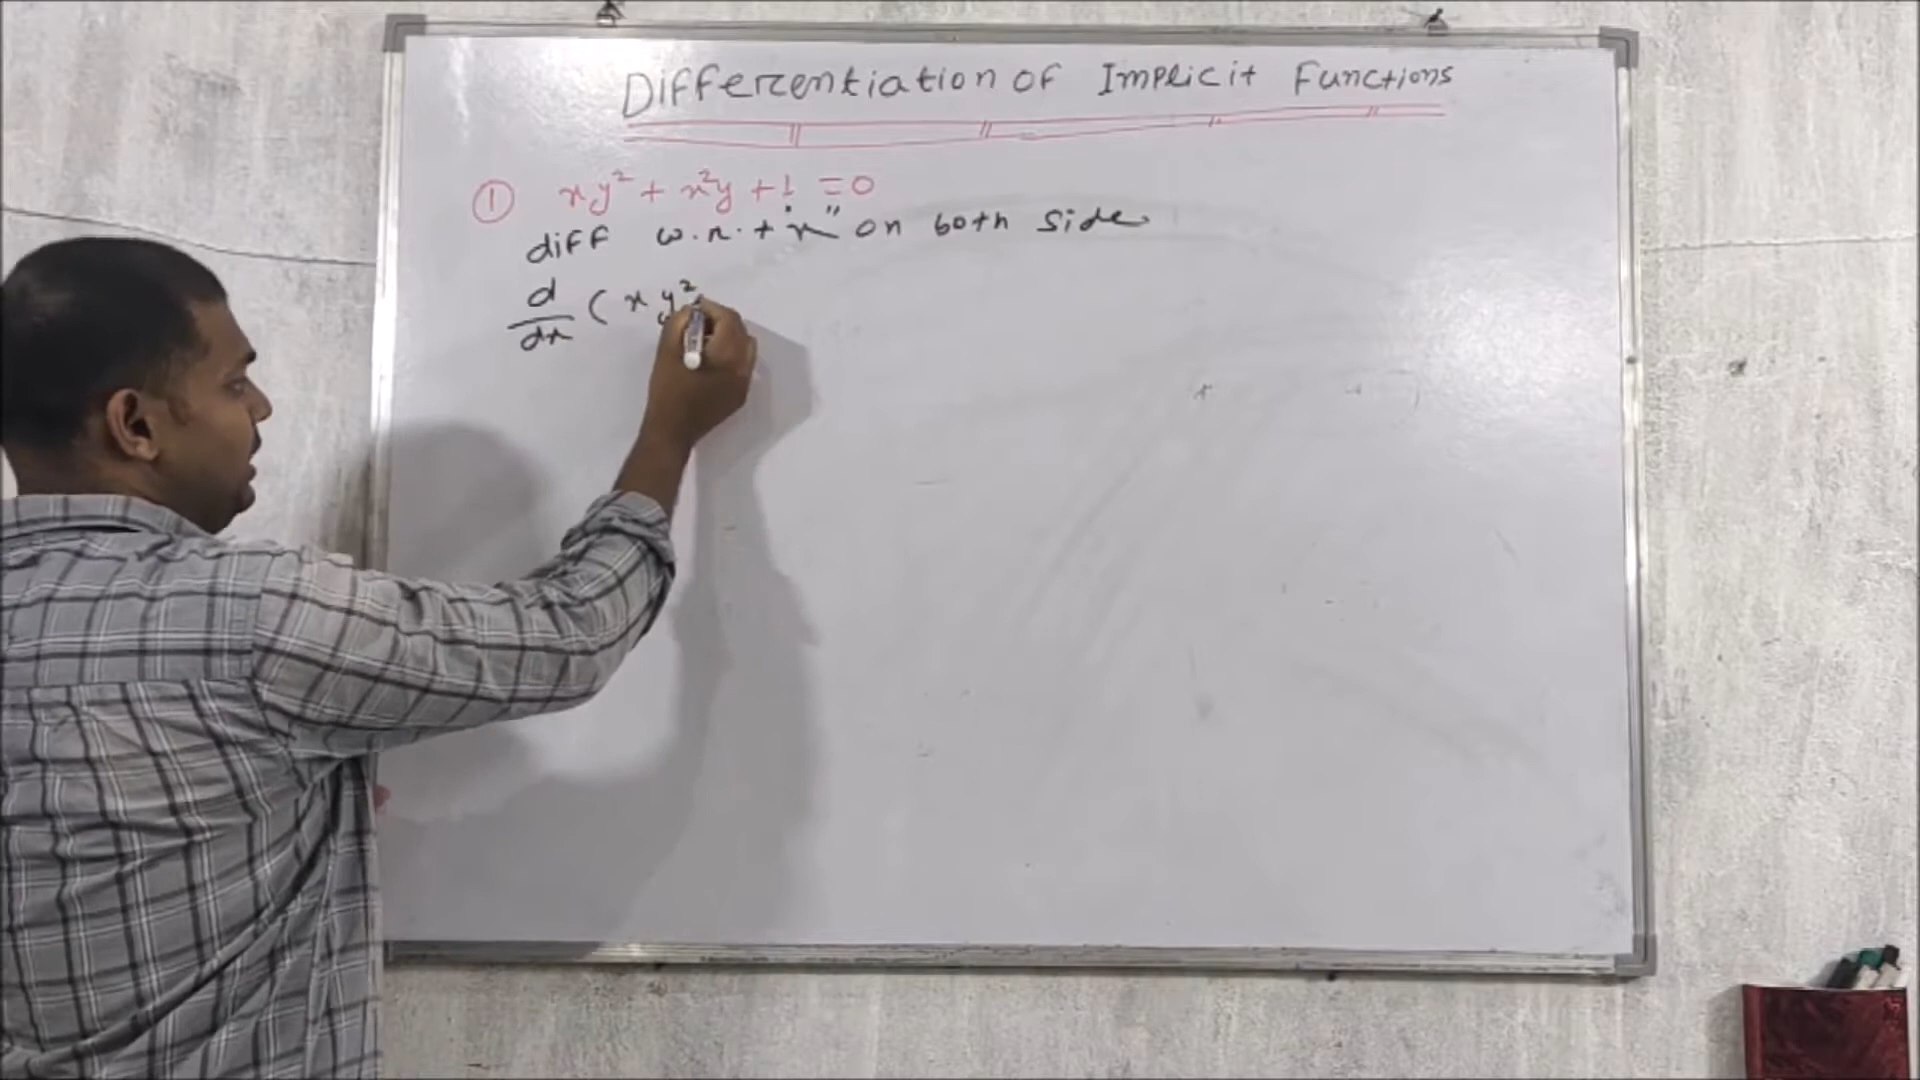 Differentiation of Implicit Functions
① xy² + x²y + 1 = 0
diff w.r.t "x" on both side
d/dx ( x y²